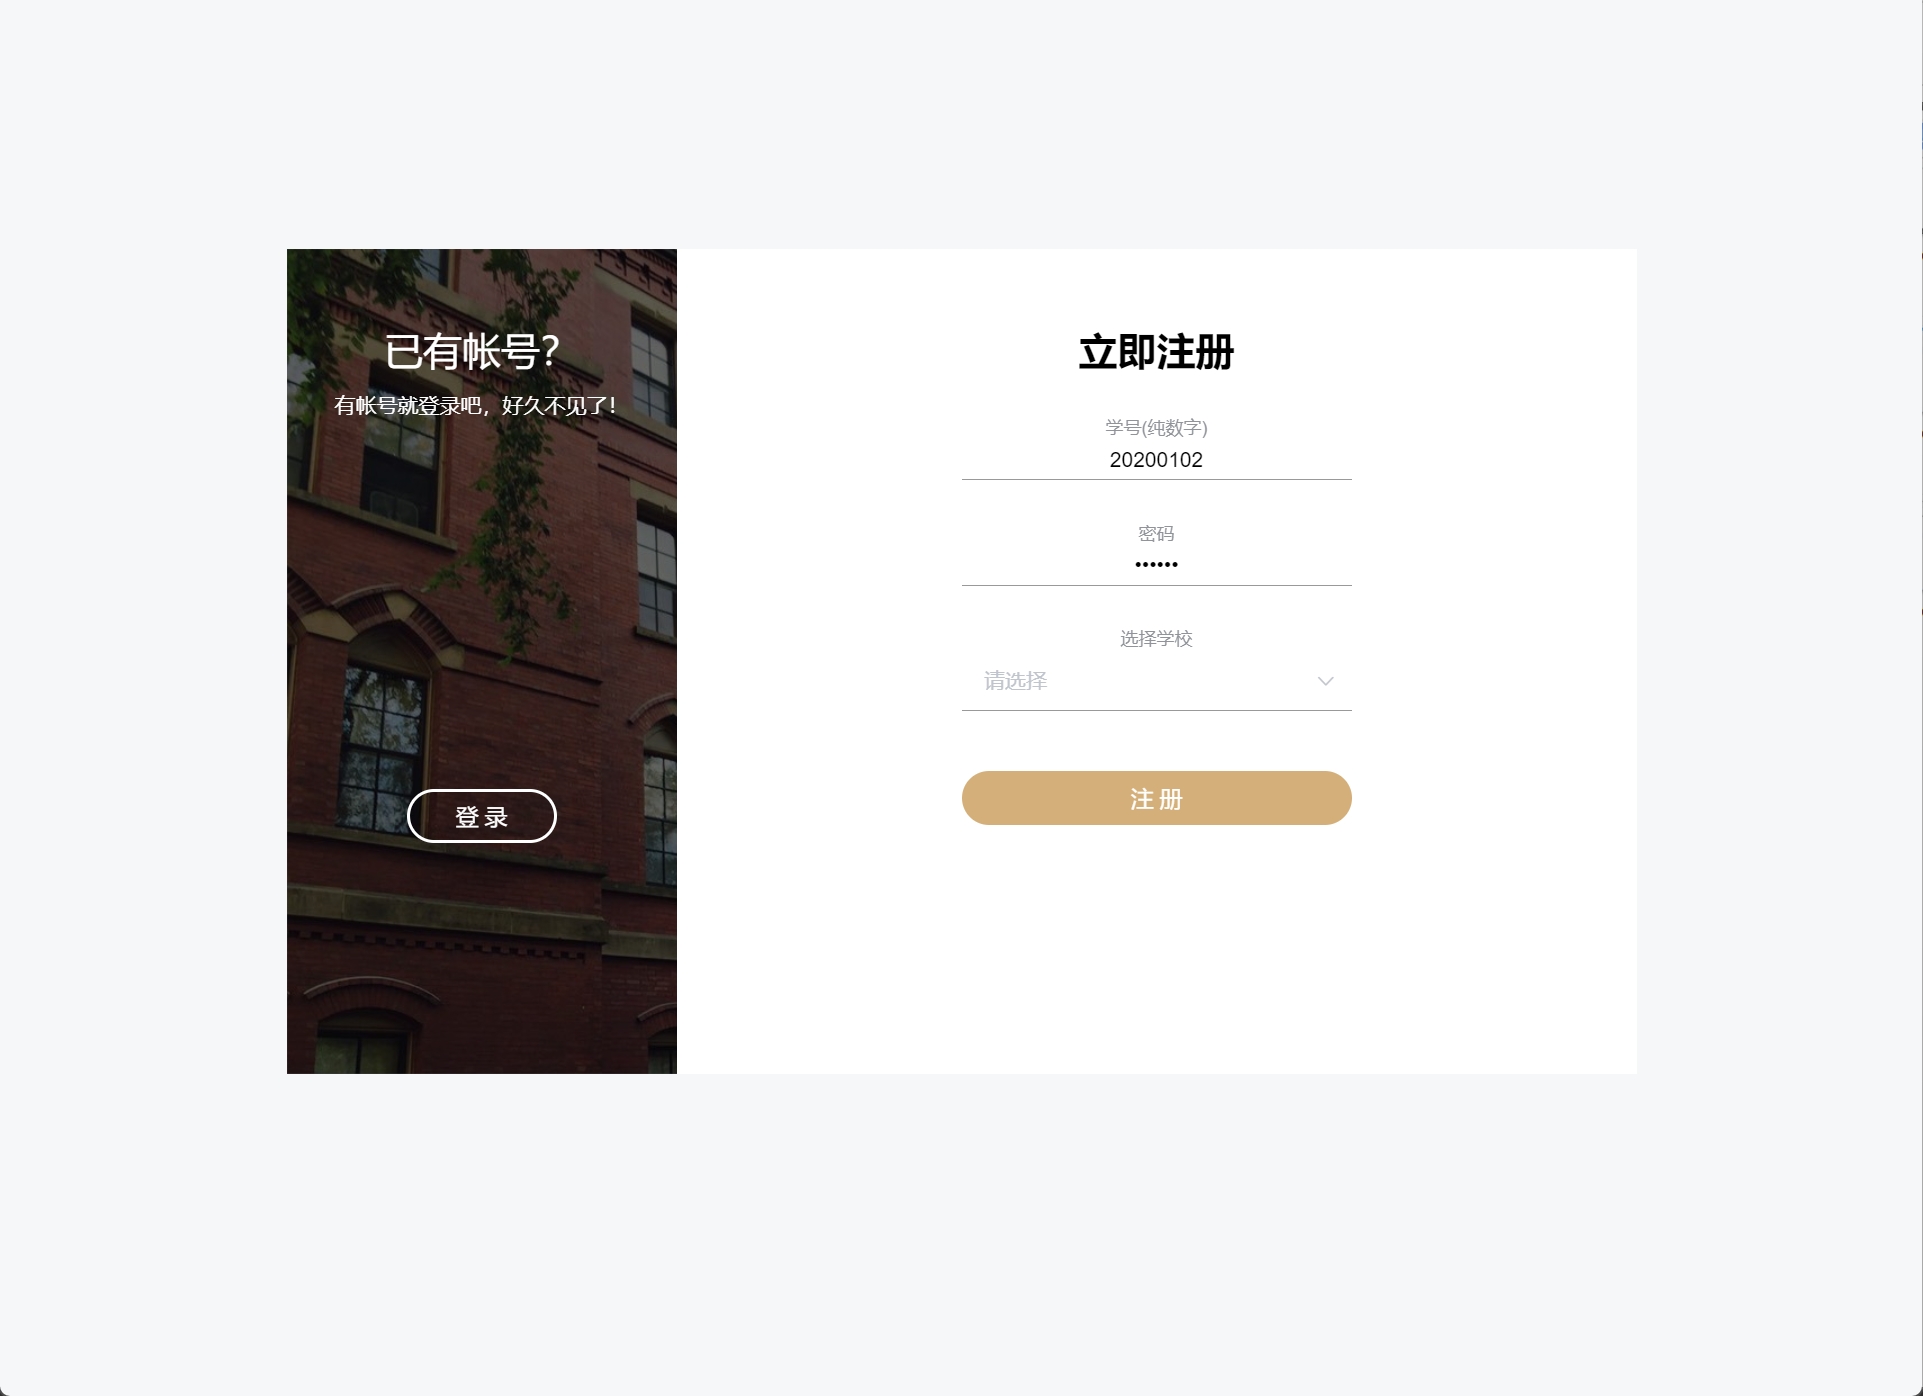 已有帐号？
有帐号就登录吧，好久不见了！
登录
立即注册
学号(纯数字)
20200102
密码
••••••
选择学校
请选择
注册